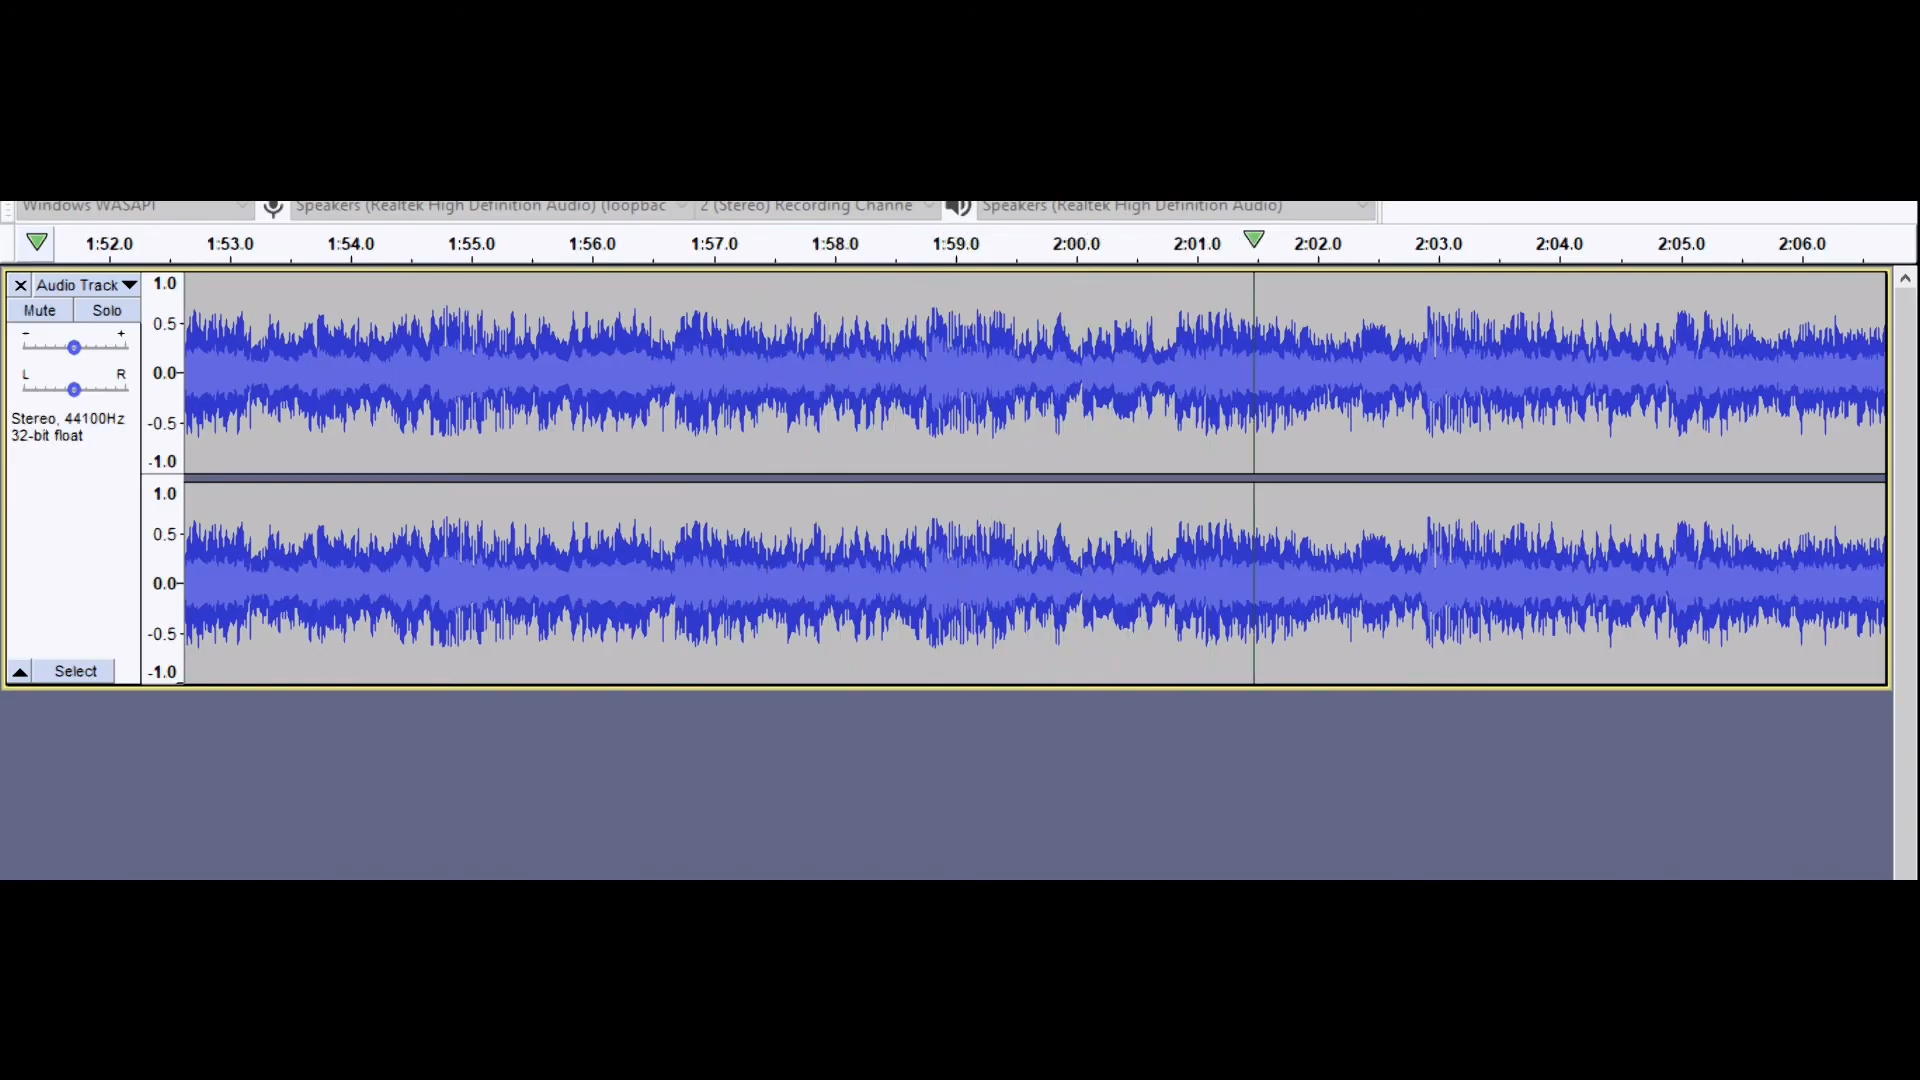 Windows WASAPI Speakers (Realtek High Definition Audio) (loopbac 2 (Stereo) Recording Channe Speakers (Realtek High Definition Audio)
1:52.0 1:53.0 1:54.0 1:55.0 1:56.0 1:57.0 1:58.0 1:59.0 2:00.0 2:01.0 2:02.0 2:03.0 2:04.0 2:05.0 2:06.0
Audio Track 1.0
Mute Solo
0.5
- +
L R
0.0
Stereo, 44100Hz
-0.5
32-bit float
-1.0
1.0
0.5
0.0
-0.5
Select -1.0